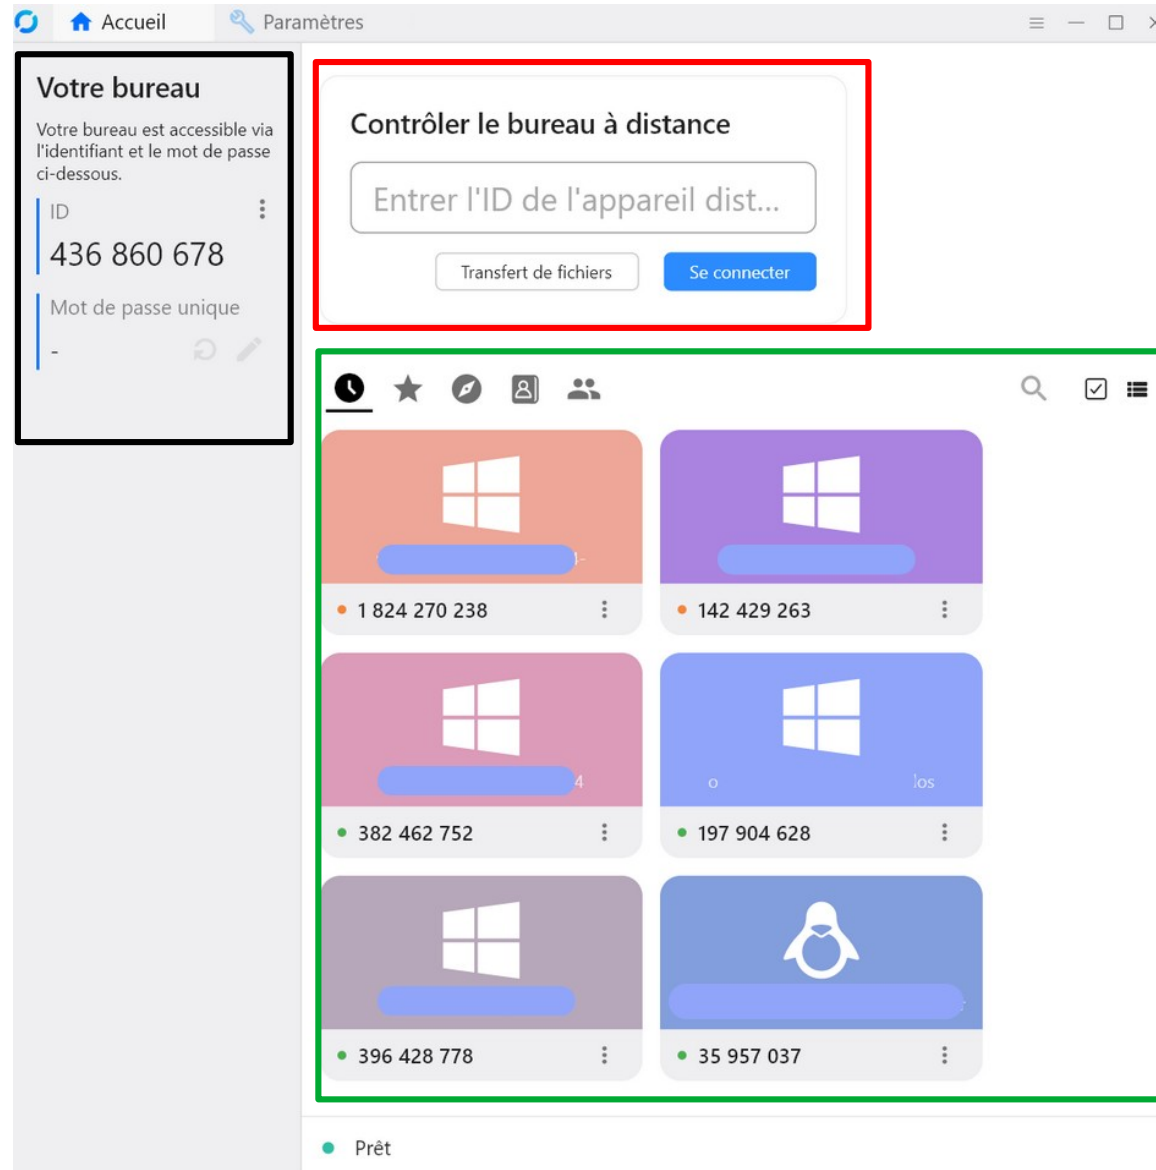 Accueil
Paramètres
Votre bureau
Votre bureau est accessible via
l'identifiant et le mot de passe
ci-dessous.
ID
436 860 678
Mot de passe unique
-
Contrôler le bureau à distance
Entrer l'ID de l'appareil dist...
Transfert de fichiers
Se connecter
1 824 270 238
142 429 263
4
o los
382 462 752
197 904 628
396 428 778
35 957 037
Prêt